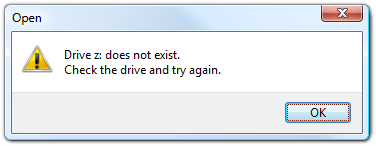 Open
Drive z: does not exist.
Check the drive and try again.
OK